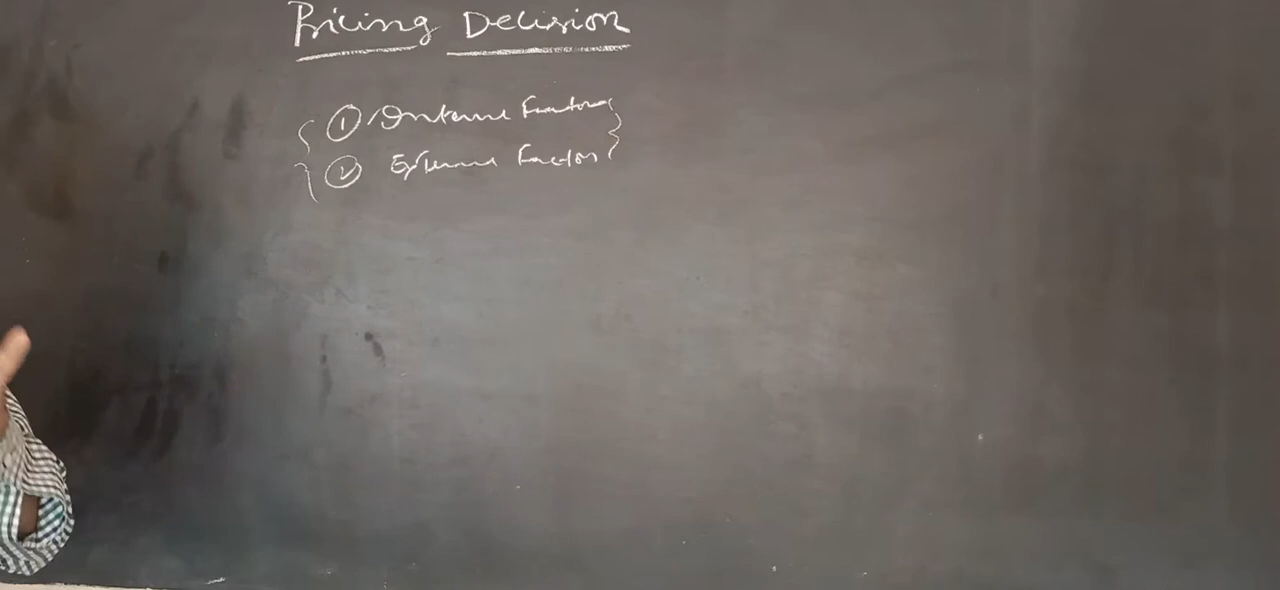 Pricing Decision
① Internal Factors
② External Factors